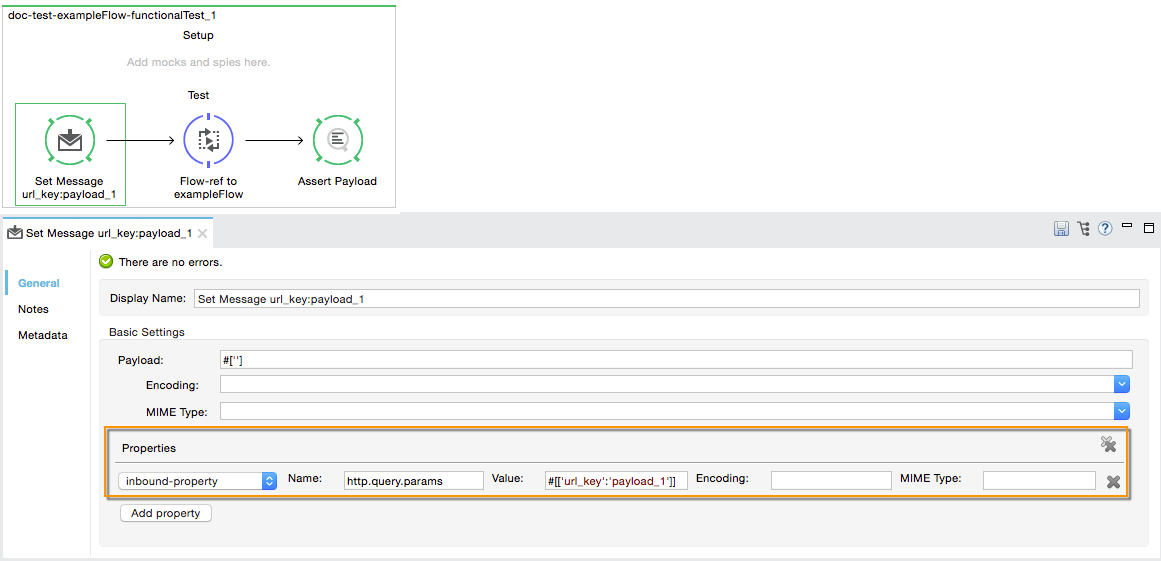 doc-test-exampleFlow-functionalTest_1
Setup
Add mocks and spies here.
Test
Set Message
url_key:payload_1
Flow-ref to
exampleFlow
Assert Payload
Set Message url_key:payload_1
There are no errors.
General
Notes
Metadata
Display Name: Set Message url_key:payload_1
Basic Settings
Payload: #['']
Encoding:
MIME Type:
Properties
inbound-property Name: http.query.params Value: #[['url_key':'payload_1']] Encoding: MIME Type:
Add property